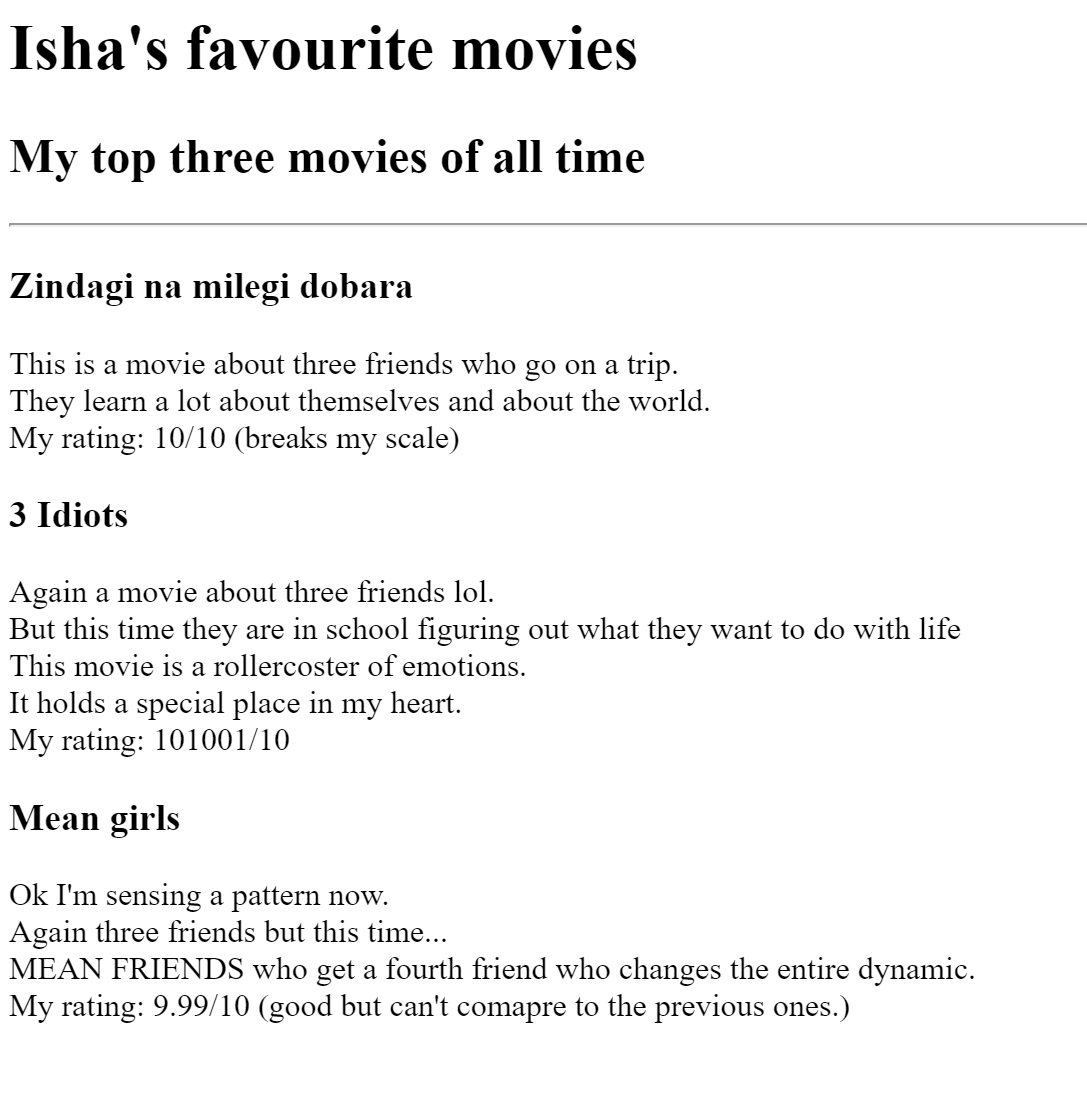 Isha's favourite movies
My top three movies of all time
Zindagi na milegi dobara
This is a movie about three friends who go on a trip.
They learn a lot about themselves and about the world.
My rating: 10/10 (breaks my scale)
3 Idiots
Again a movie about three friends lol.
But this time they are in school figuring out what they want to do with life
This movie is a rollercoster of emotions.
It holds a special place in my heart.
My rating: 101001/10
Mean girls
Ok I'm sensing a pattern now.
Again three friends but this time...
MEAN FRIENDS who get a fourth friend who changes the entire dynamic.
My rating: 9.99/10 (good but can't comapre to the previous ones.)